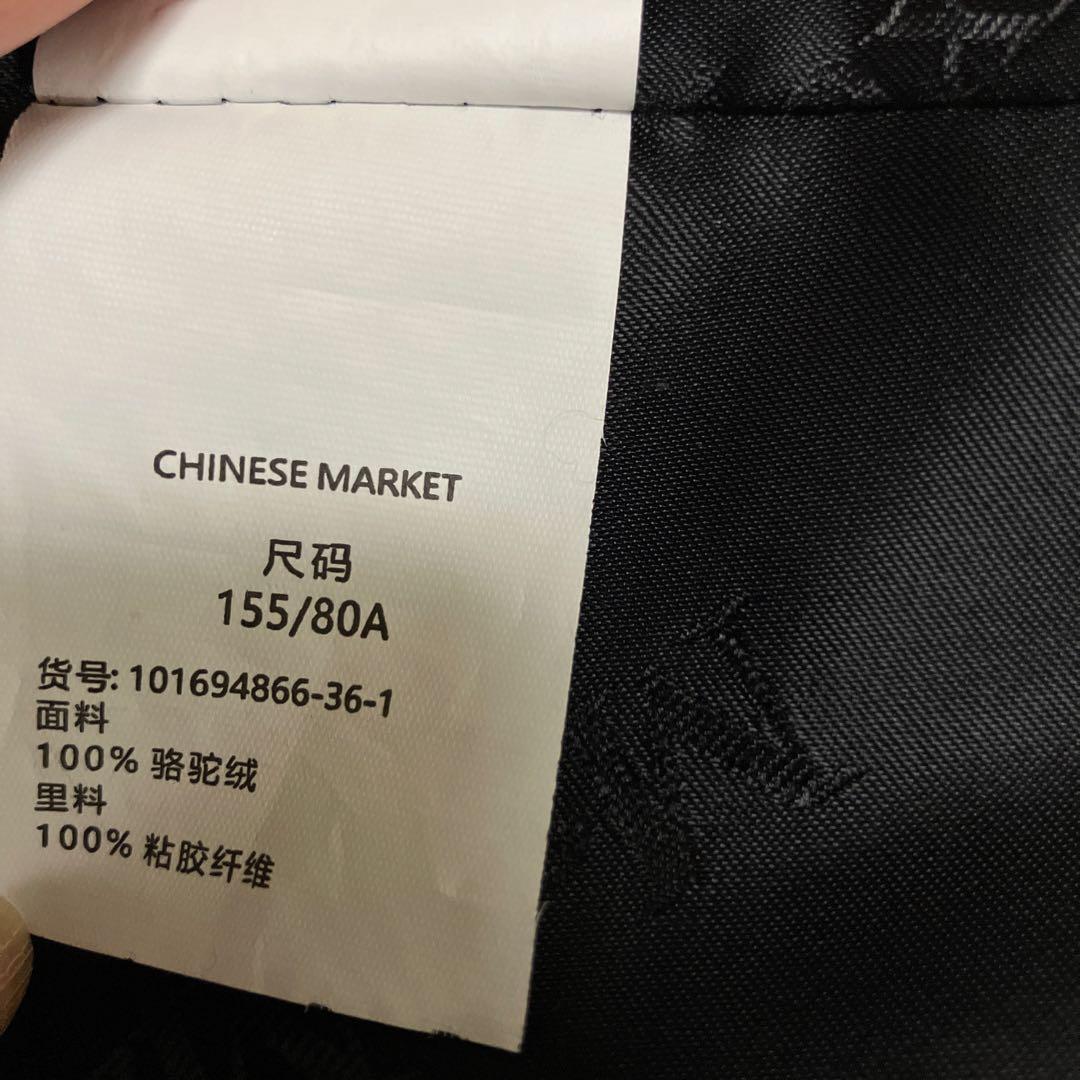 CHINESE MARKET
尺码
155/80A
货号: 101694866-36-1
面料
100% 骆驼绒
里料
100% 粘胶纤维